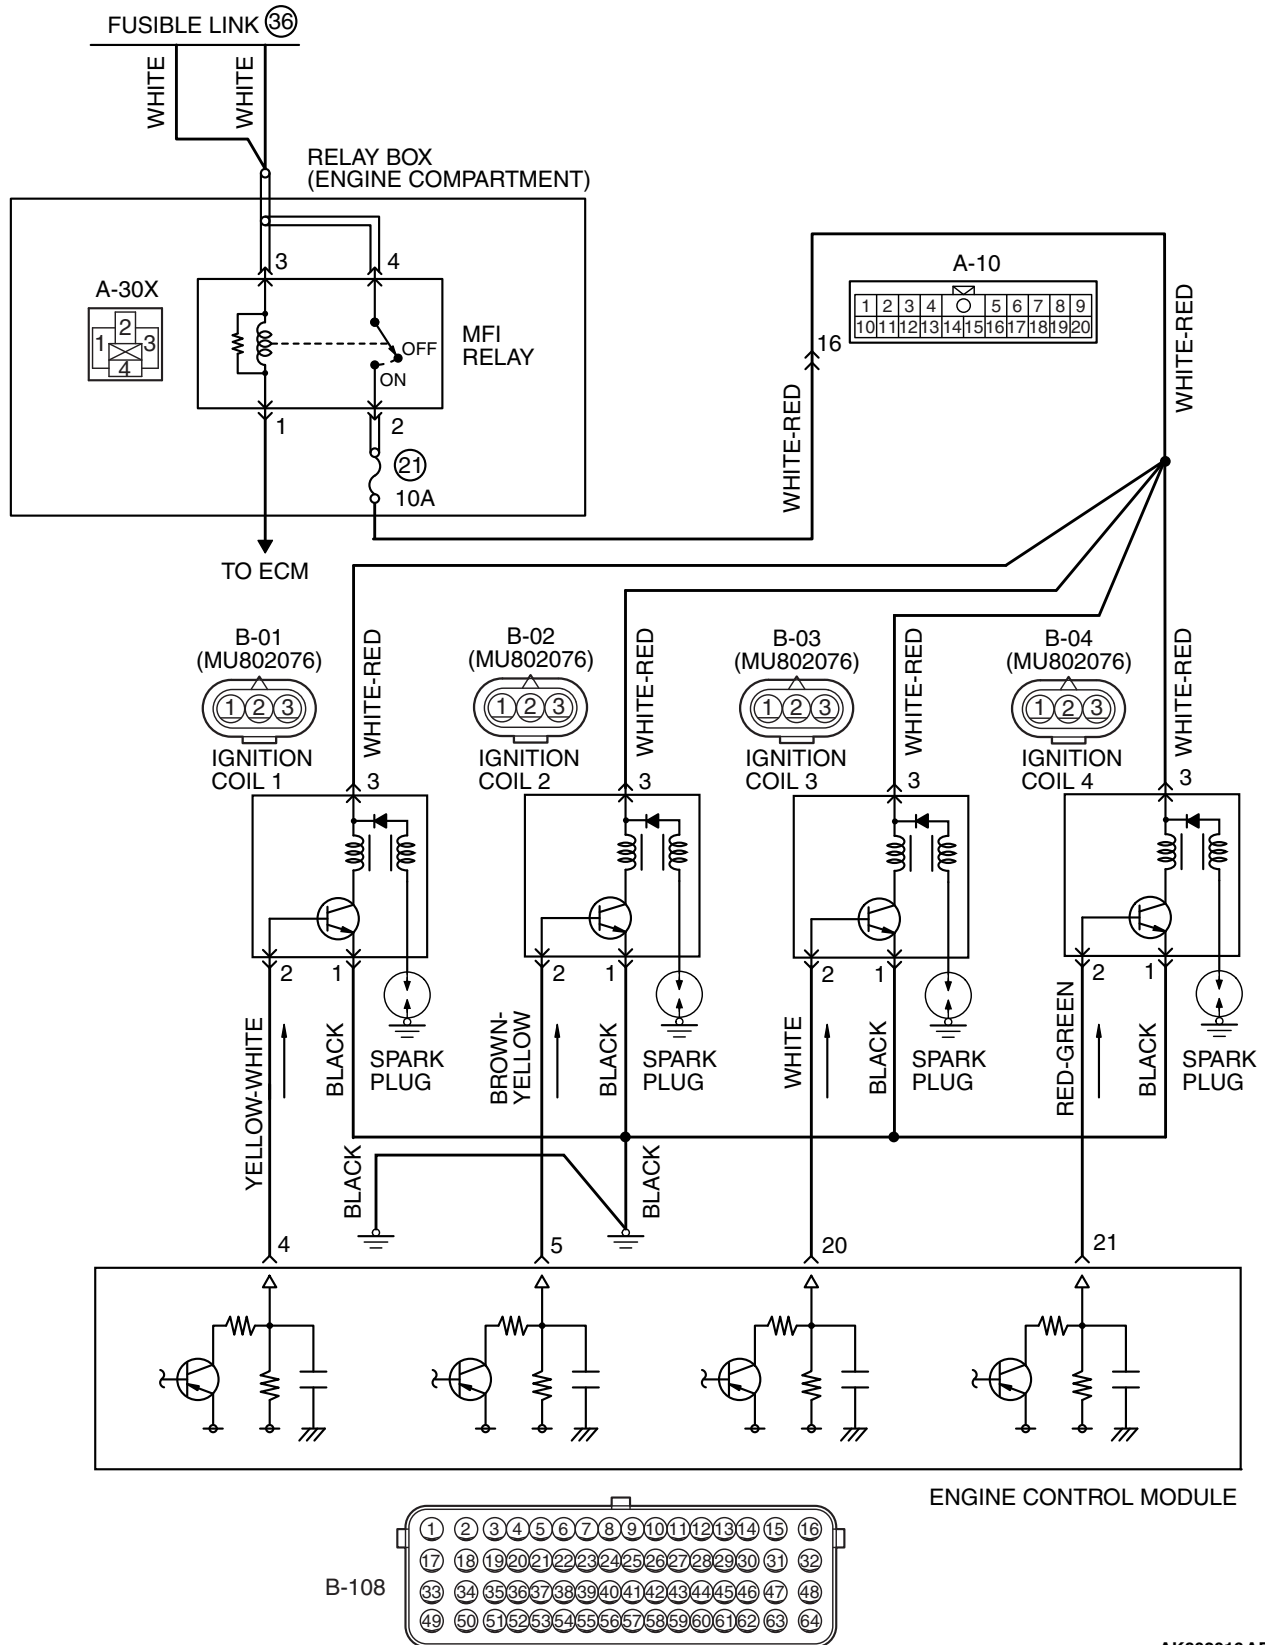 FUSIBLE LINK 36
WHITE
WHITE
RELAY BOX
(ENGINE COMPARTMENT)
3
4
A-30X
2
1 3
4
OFF
ON
MFI
RELAY
1
2
21
10A
TO ECM
A-10
1 2 3 4 5 6 7 8 9
10 11 12 13 14 15 16 17 18 19 20
16
WHITE-RED
WHITE-RED
B-01
(MU802076)
1 2 3
IGNITION
COIL 1
WHITE-RED
3
B-02
(MU802076)
1 2 3
IGNITION
COIL 2
WHITE-RED
3
B-03
(MU802076)
1 2 3
IGNITION
COIL 3
WHITE-RED
3
B-04
(MU802076)
1 2 3
IGNITION
COIL 4
WHITE-RED
3
2
1
YELLOW-WHITE
BLACK
SPARK
PLUG
2
1
BROWN-
YELLOW
BLACK
SPARK
PLUG
2
1
WHITE
BLACK
SPARK
PLUG
2
1
RED-GREEN
BLACK
SPARK
PLUG
BLACK
BLACK
4
5
20
21
ENGINE CONTROL MODULE
B-108
1 2 3 4 5 6 7 8 9 10 11 12 13 14 15 16
17 18 19 20 21 22 23 24 25 26 27 28 29 30 31 32
33 34 35 36 37 38 39 40 41 42 43 44 45 46 47 48
49 50 51 52 53 54 55 56 57 58 59 60 61 62 63 64